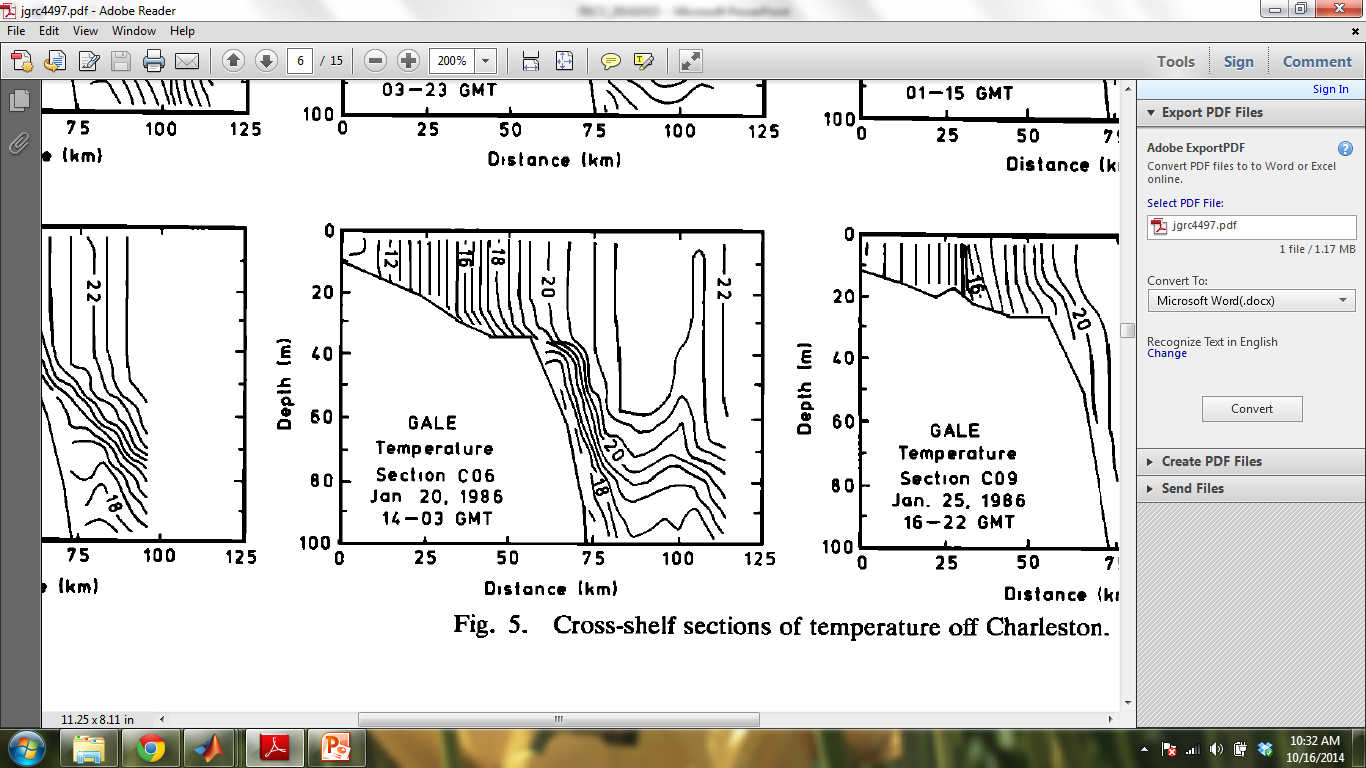 jgrc4497.pdf - Adobe Reader
File Edit View Window Help
6 / 15 200% Tools Sign Comment
Sign In
Export PDF Files
Adobe ExportPDF
Convert PDF files to to Word or Excel
online.
Select PDF File:
jgrc4497.pdf
1 file / 1.17 MB
Convert To:
Microsoft Word(.docx)
Recognize Text in English
Change
Convert
Create PDF Files
Send Files
75 100 125
(km)
03-23 GMT
100
0 25 50 75 100 125
Distance (km)
01-15 GMT
100
0 25 50
Distance
22
18
75 100 125
(km)
0
20
40
60
80
100
Depth (m)
12 16 18 20 22
20
18
GALE
Temperature
Section C06
Jan 20, 1986
14-03 GMT
0 25 50 75 100 125
Distance (km)
0
20
40
60
80
100
Depth (m)
16
20
GALE
Temperature
Section C09
Jan. 25, 1986
16-22 GMT
0 25 50
Distance
Fig. 5. Cross-shelf sections of temperature off Charleston.
11.25 x 8.11 in
10:32 AM
10/16/2014